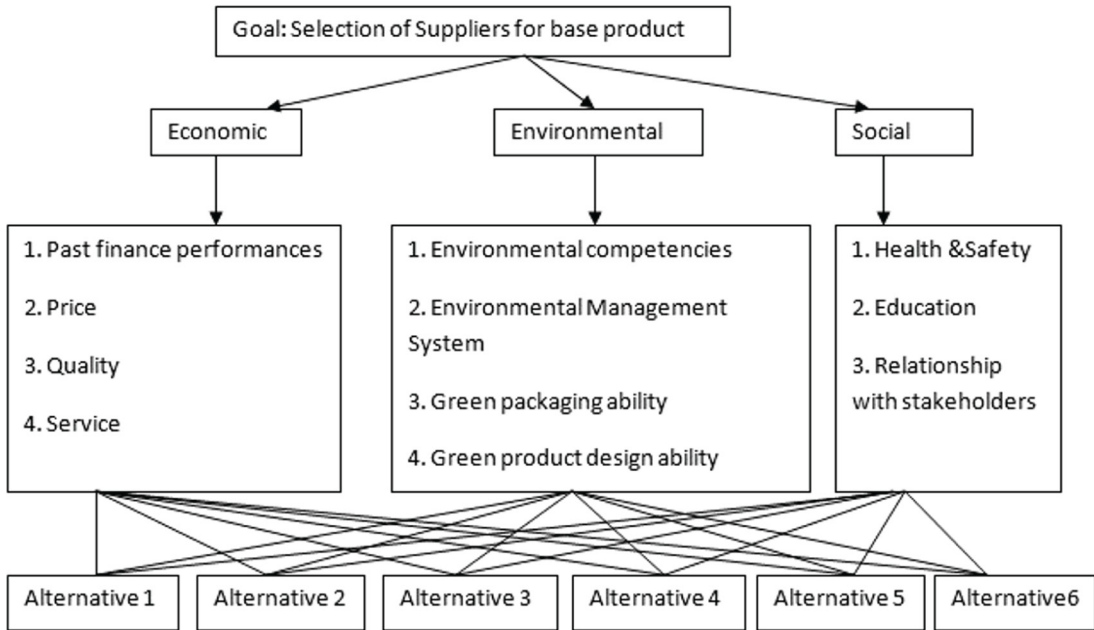 Goal: Selection of Suppliers for base product
Economic
Environmental
Social
1. Past finance performances
2. Price
3. Quality
4. Service
1. Environmental competencies
2. Environmental Management
System
3. Green packaging ability
4. Green product design ability
1. Health &Safety
2. Education
3. Relationship
with stakeholders
Alternative 1
Alternative 2
Alternative 3
Alternative 4
Alternative 5
Alternative6